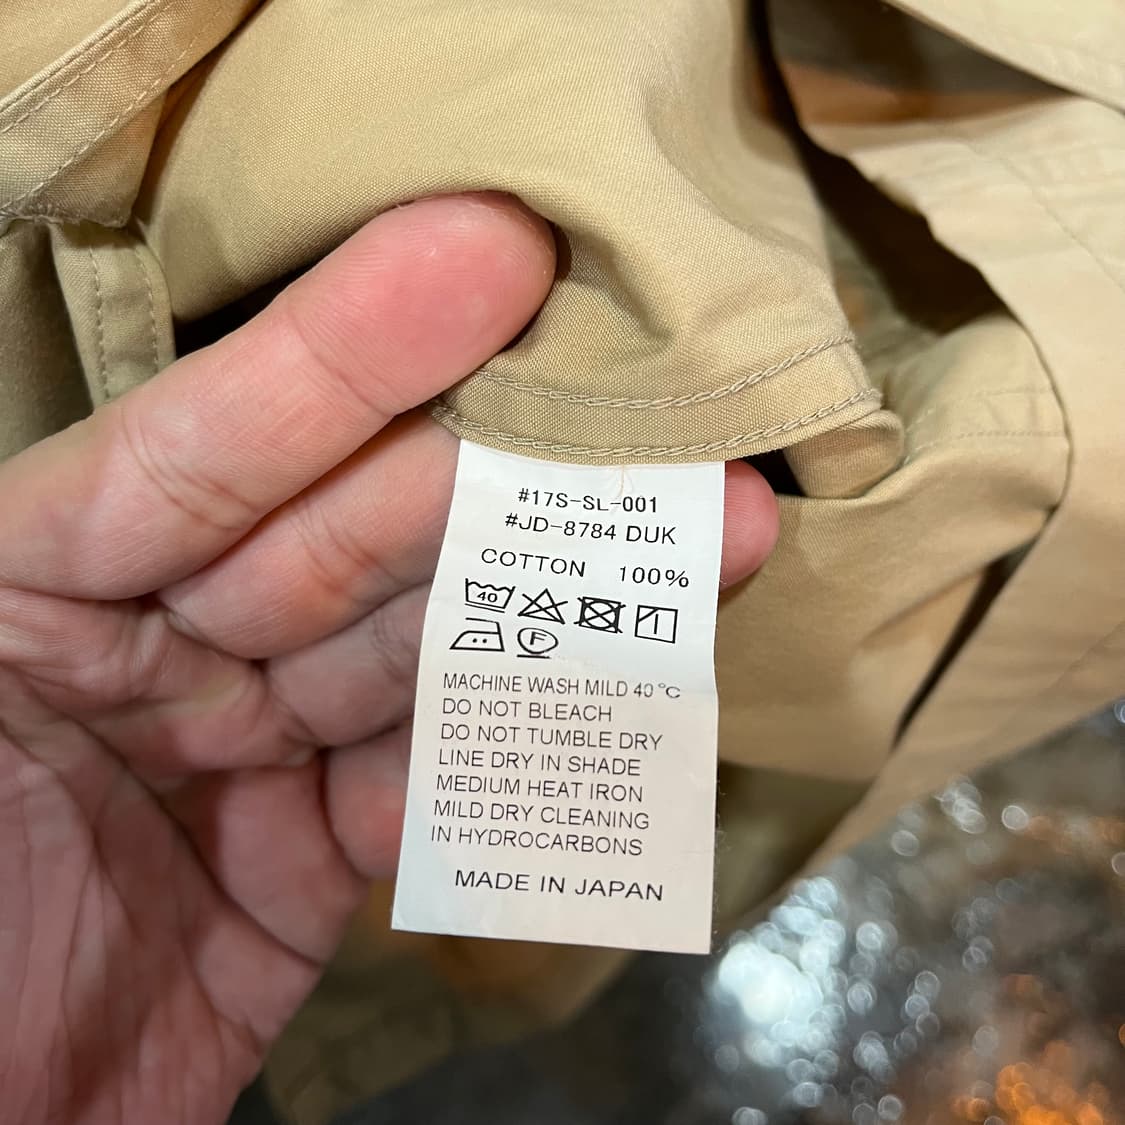 #17S-SL-001
#JD-8784 DUK
COTTON 100%
40
F
MACHINE WASH MILD 40°C
DO NOT BLEACH
DO NOT TUMBLE DRY
LINE DRY IN SHADE
MEDIUM HEAT IRON
MILD DRY CLEANING
IN HYDROCARBONS
MADE IN JAPAN